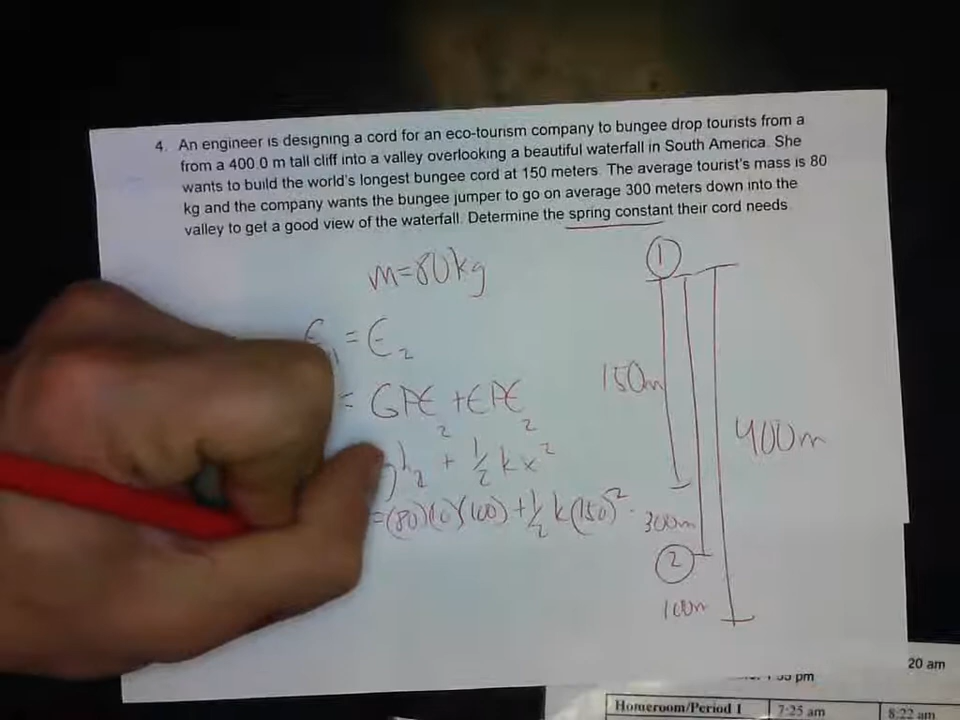 4. An engineer is designing a cord for an eco-tourism company to bungee drop tourists from a
from a 400.0 m tall cliff into a valley overlooking a beautiful waterfall in South America. She
wants to build the world's longest bungee cord at 150 meters. The average tourist's mass is 80
kg and the company wants the bungee jumper to go on average 300 meters down into the
valley to get a good view of the waterfall. Determine the spring constant their cord needs
m=80kg
1
E1 = E2
= GPE2 + EPE2
150m
400m
gh2 + 1/2 kx²
=(80)(10)(100) + 1/2 k(150)²
300m
2
100m
20 am
pm
Homeroom/Period 1 7:25 am 8:22 am